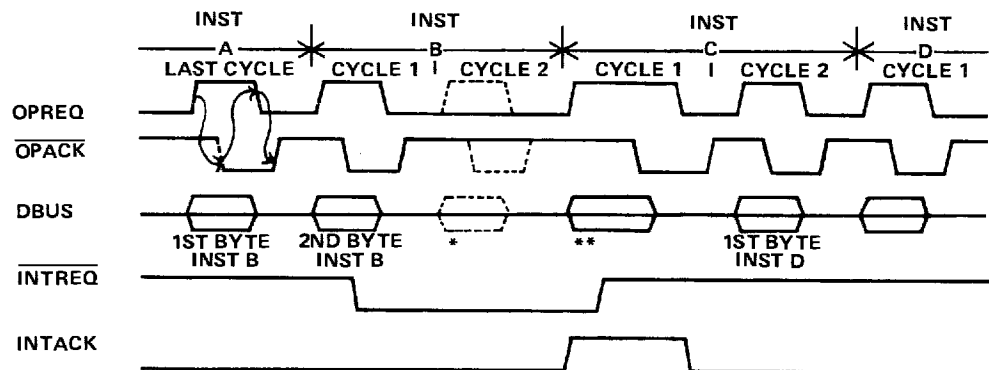 INST INST INST INST
A B C D
LAST CYCLE CYCLE 1 I CYCLE 2 CYCLE 1 I CYCLE 2 CYCLE 1
OPREQ
OPACK
DBUS
1ST BYTE 2ND BYTE * ** 1ST BYTE
INST B INST B INST D
INTREQ
INTACK